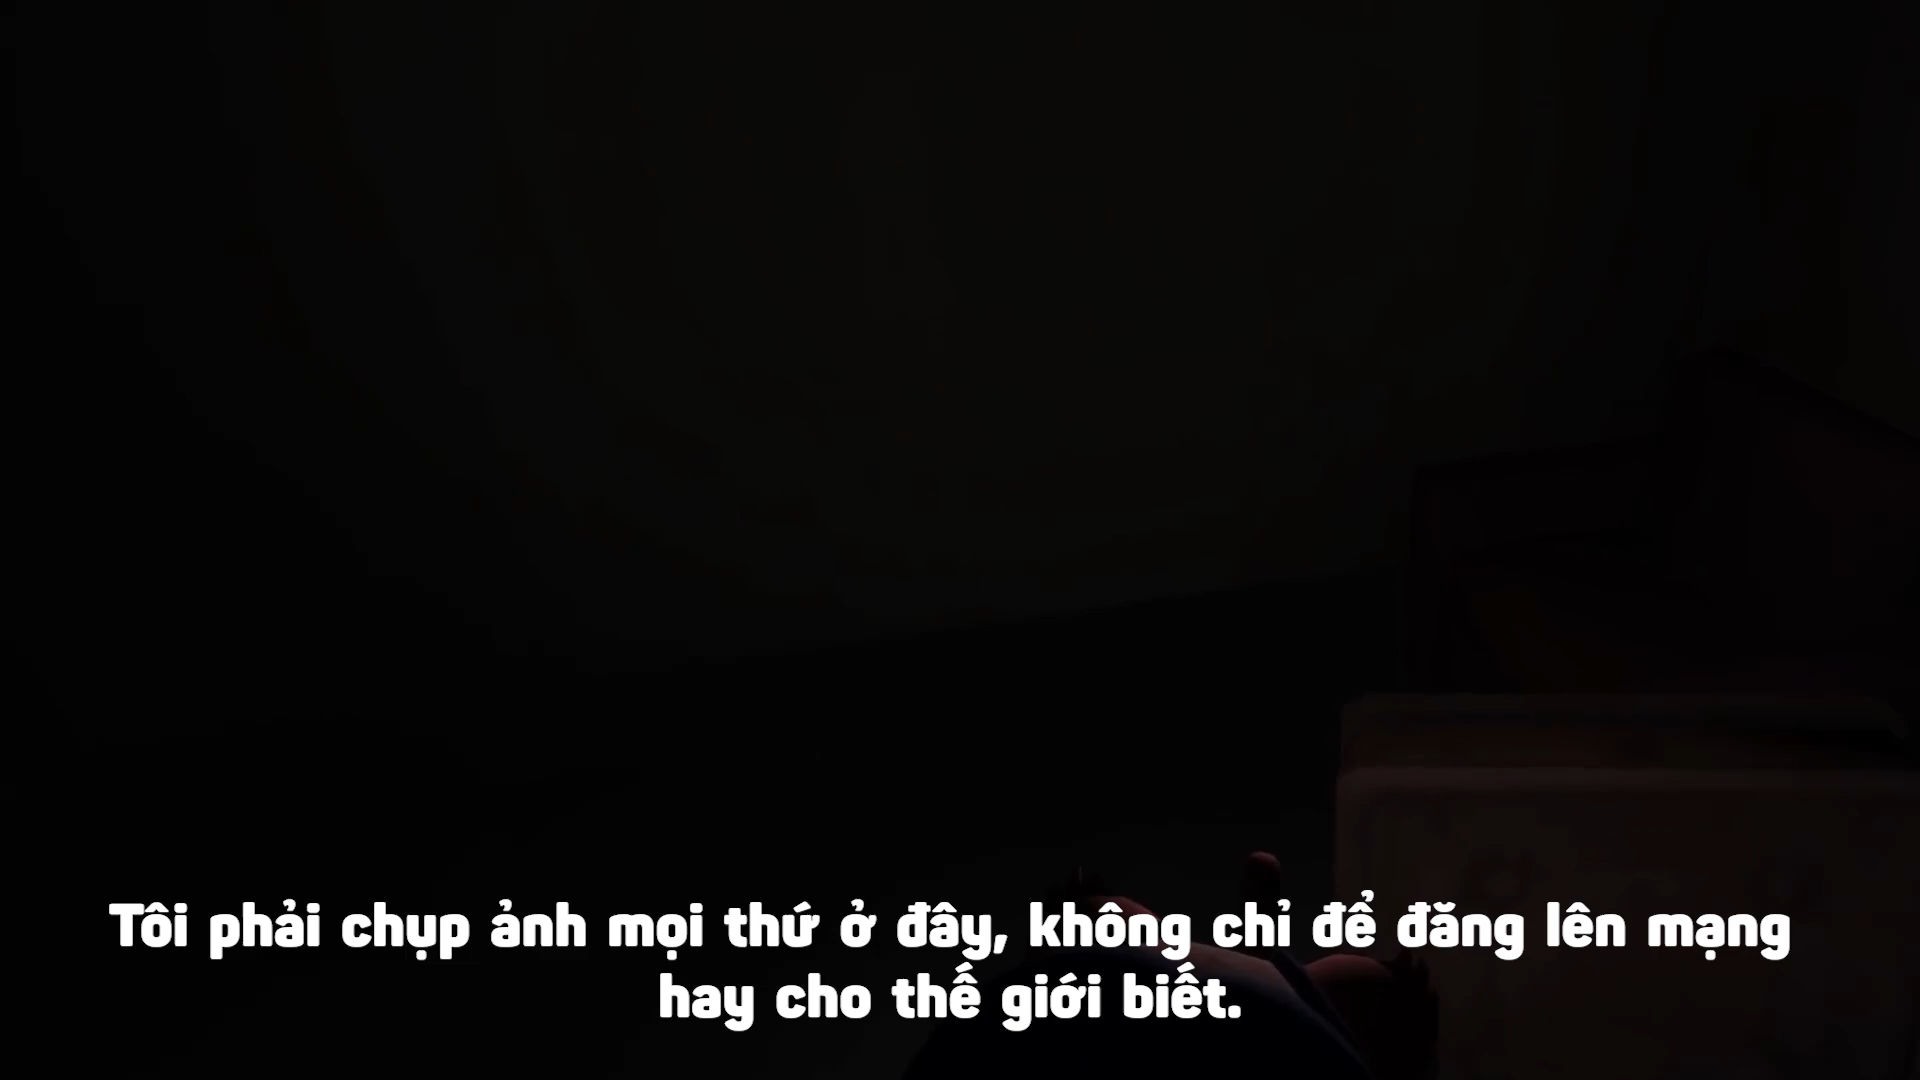 Tôi phải chụp ảnh mọi thứ ở đây, không chỉ để đăng lên mạng
hay cho thế giới biết.